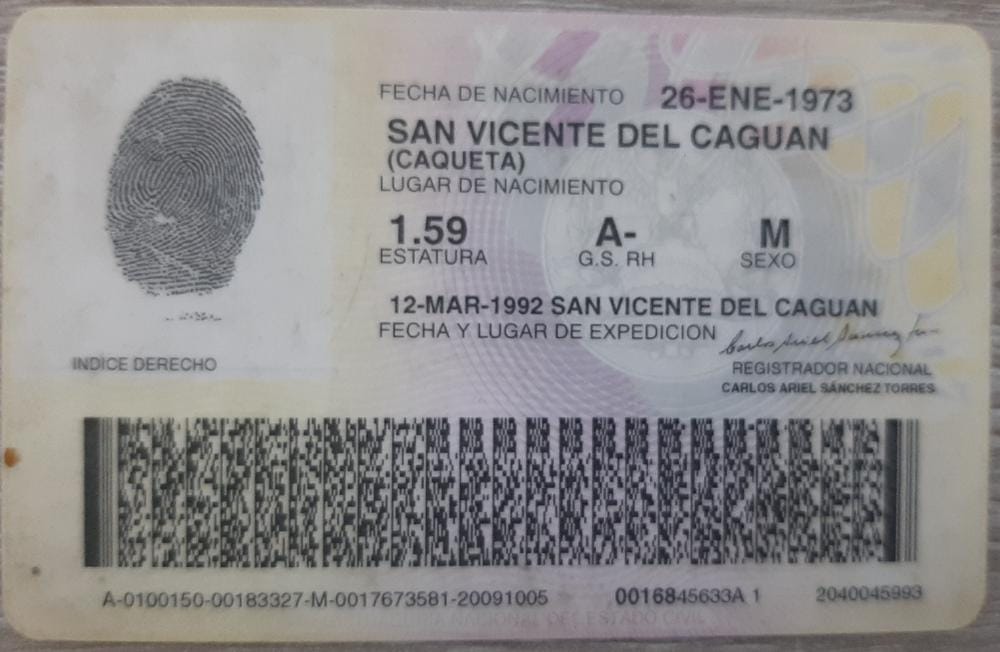 FECHA DE NACIMIENTO 26-ENE-1973
SAN VICENTE DEL CAGUAN
(CAQUETA)
LUGAR DE NACIMIENTO
1.59 A- M
ESTATURA G.S. RH SEXO
12-MAR-1992 SAN VICENTE DEL CAGUAN
FECHA Y LUGAR DE EXPEDICION
INDICE DERECHO
REGISTRADOR NACIONAL
CARLOS ARIEL SÁNCHEZ TORRES
A-0100150-00183327-M-0017673581-20091005 0016845633A 1 2040045993